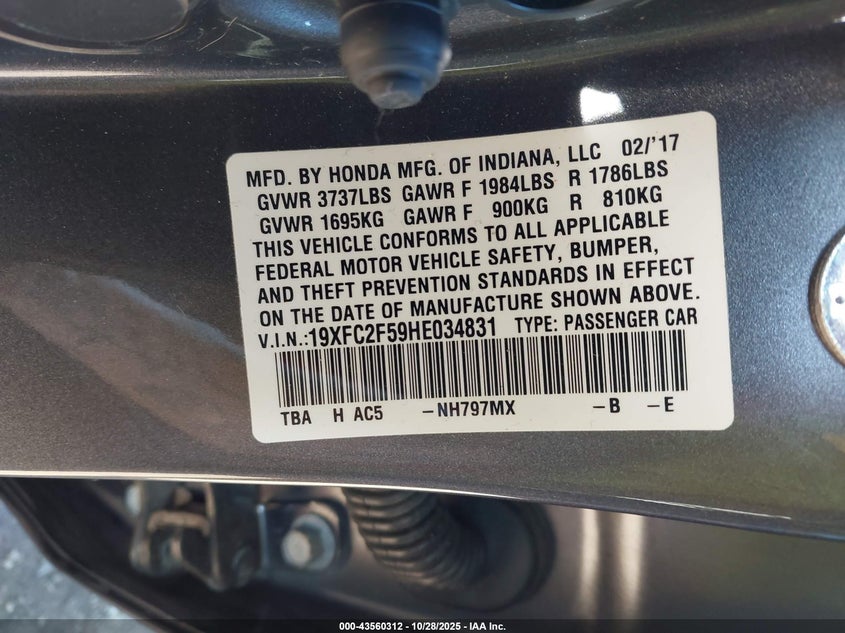 MFD. BY HONDA MFG. OF INDIANA, LLC 02/'17
GVWR 3737LBS GAWR F 1984LBS R 1786LBS
GVWR 1695KG GAWR F 900KG R 810KG
THIS VEHICLE CONFORMS TO ALL APPLICABLE
FEDERAL MOTOR VEHICLE SAFETY, BUMPER,
AND THEFT PREVENTION STANDARDS IN EFFECT
ON THE DATE OF MANUFACTURE SHOWN ABOVE.
V.I.N.:19XFC2F59HE034831 TYPE: PASSENGER CAR
TBA H AC5 -NH797MX -B -E
000-43560312 | 10/28/2025 - IAA Inc.